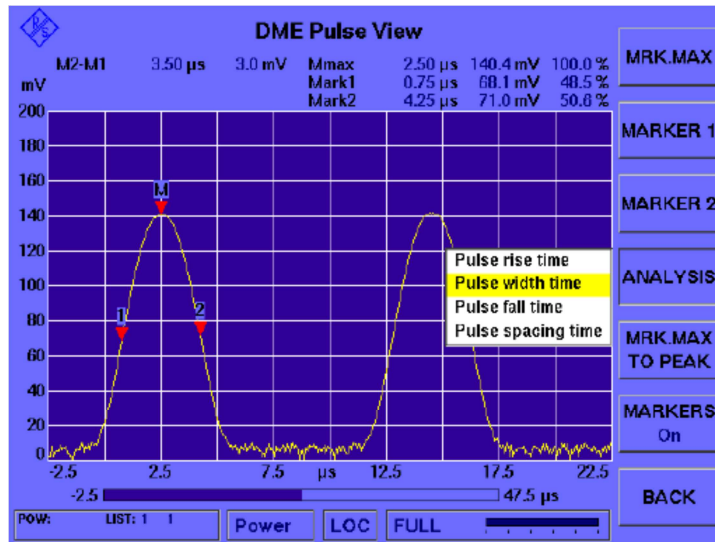 R/S
DME Pulse View
M2-M1 3.50 µs 3.0 mV Mmax 2.50 µs 140.4 mV 100.0 %
Mark1 0.75 µs 68.1 mV 48.5 %
Mark2 4.25 µs 71.0 mV 50.6 %
mV
200
180
160
140
120
100
80
60
40
20
0
M
1
2
-2.5 2.5 7.5 µs 12.5 17.5 22.5
-2.5 47.5 µs
Pulse rise time
Pulse width time
Pulse fall time
Pulse spacing time
POW: LIST: 1 1
Power
LOC
FULL
MRK.MAX
MARKER 1
MARKER 2
ANALYSIS
MRK.MAX
TO PEAK
MARKERS
On
BACK